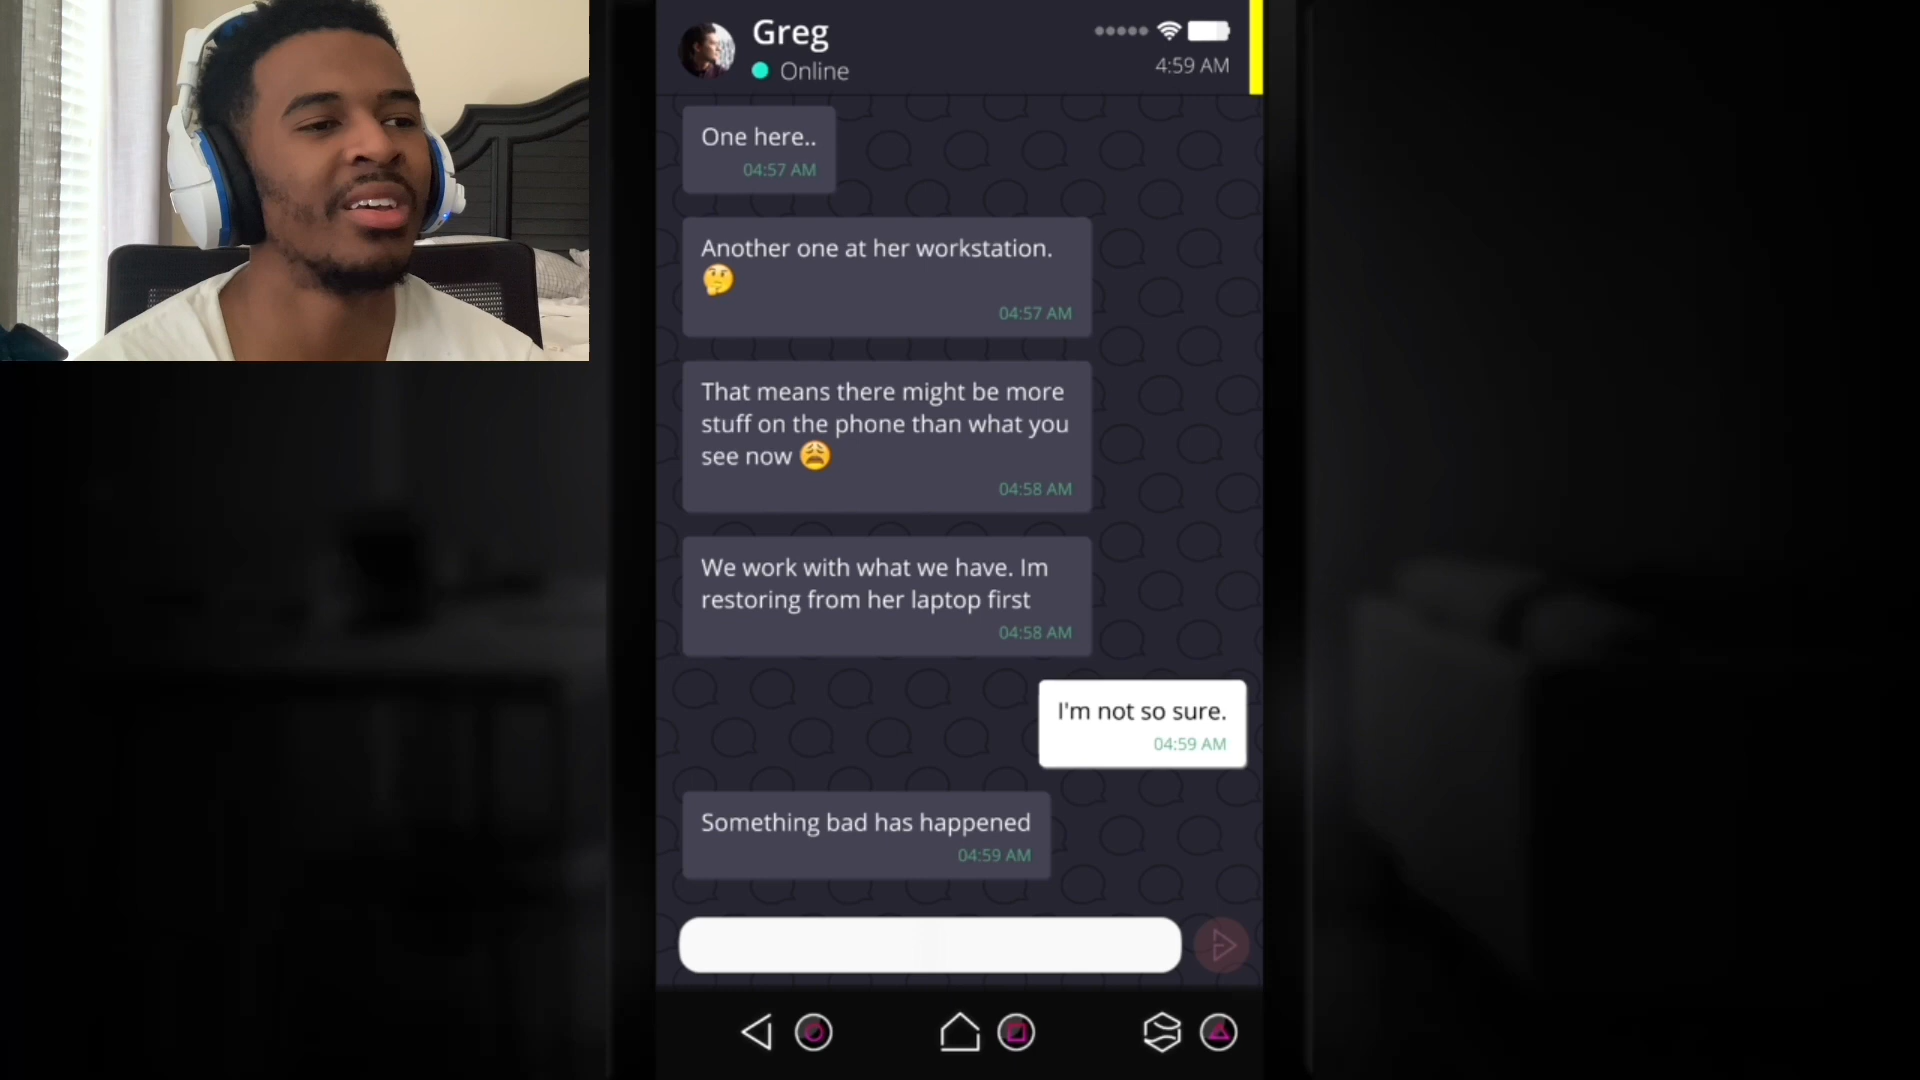 Greg
Online
4:59 AM
One here..
04:57 AM
Another one at her workstation.
🤔
04:57 AM
That means there might be more
stuff on the phone than what you
see now 😩
04:58 AM
We work with what we have. Im
restoring from her laptop first
04:58 AM
I'm not so sure.
04:59 AM
Something bad has happened
04:59 AM